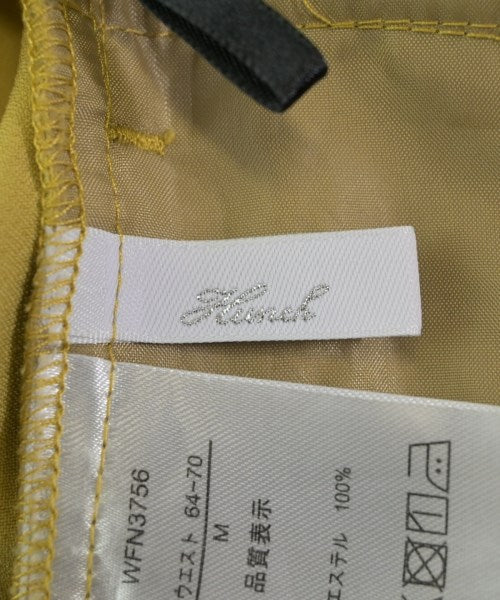 Hunch
WFN3756
ウエスト 64-70
M
品質表示
エステル 100%